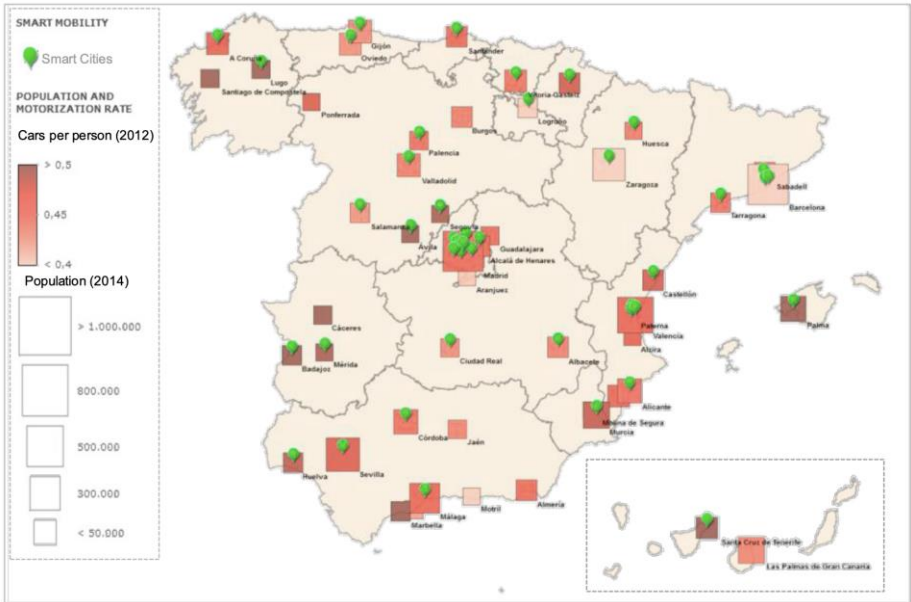 SMART MOBILITY
Smart Cities
POPULATION AND
MOTORIZATION RATE
Cars per person (2012)
> 0.5
0,45
< 0.4
Population (2014)
> 1.000.000
800.000
500.000
300.000
< 50.000
A Coruña
Lugo
Santiago de Compostela
Gijón
Oviedo
Santander
Vitoria-Gasteiz
Logroño
Ponferrada
Burgos
Palencia
Valladolid
Huesca
Zaragoza
Sabadell
Barcelona
Tarragona
Salamanca
Segovia
Ávila
Guadalajara
Alcalá de Henares
Madrid
Aranjuez
Castellón
Paterna
Valencia
Alzira
Palma
Cáceres
Mérida
Badajoz
Ciudad Real
Albacete
Alicante
Molina de Segura
Murcia
Córdoba
Jaén
Huelva
Sevilla
Málaga
Marbella
Motril
Almería
Santa Cruz de Tenerife
Las Palmas de Gran Canaria